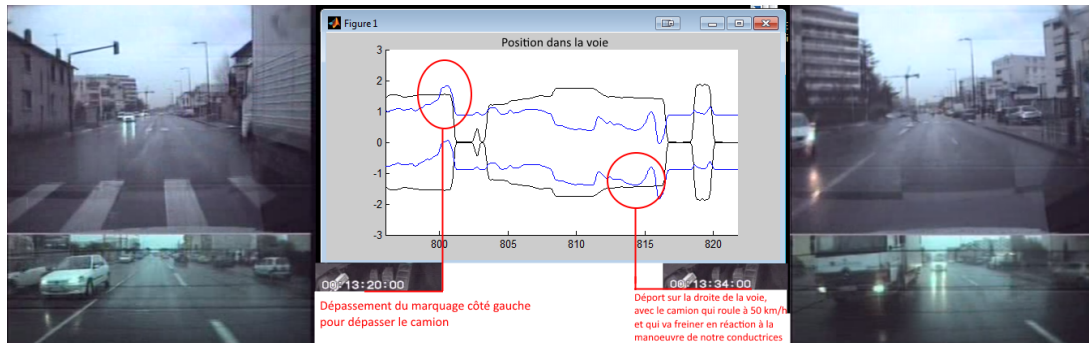 Figure 1
Position dans la voie
3
2
1
0
-1
-2
-3
800
805
810
815
820
00:13:20:00
00:13:34:00
Dépassement du marquage côté gauche
pour dépasser le camion
Déport sur la droite de la voie,
avec le camion qui roule à 50 km/h
et qui va freiner en réaction à la
manoeuvre de notre conductrices